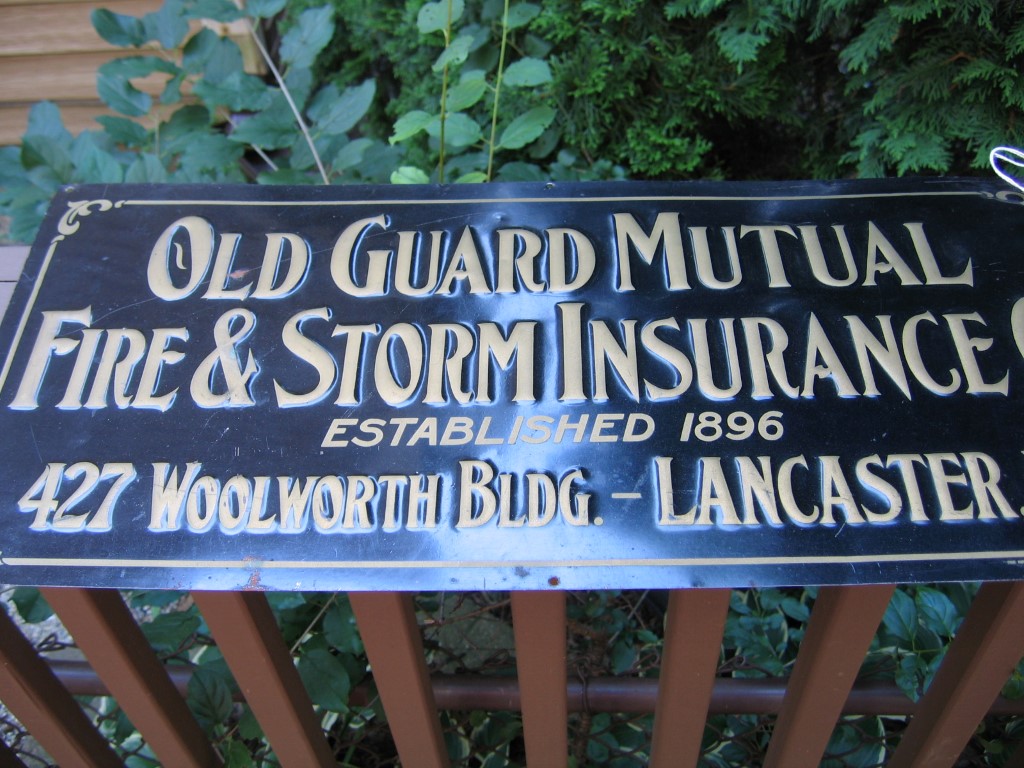 OLD GUARD MUTUAL
FIRE & STORM INSURANCE
ESTABLISHED 1896
427 WOOLWORTH BLDG. - LANCASTER.